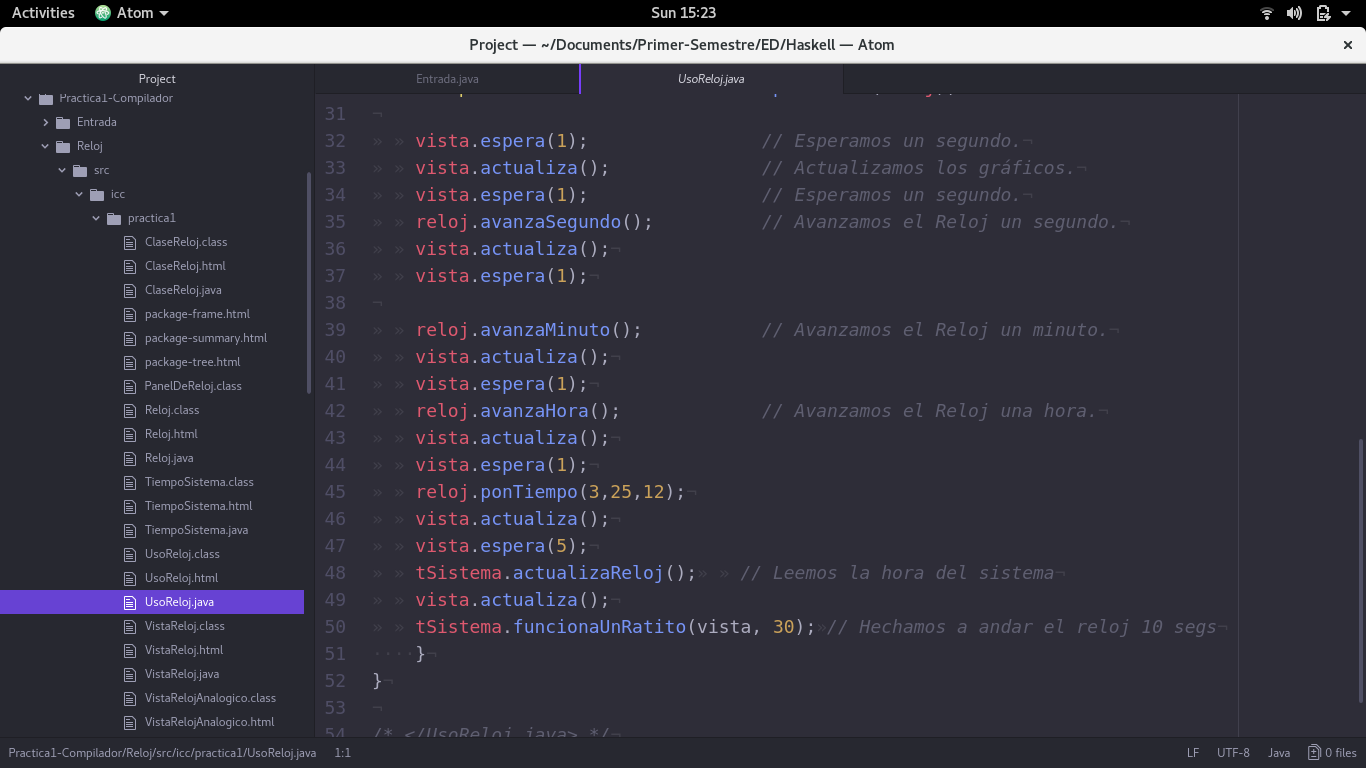 Activities Atom Sun 15:23
Project — ~/Documents/Primer-Semestre/ED/Haskell — Atom
Project
Practica1-Compilador
Entrada
Reloj
src
icc
practica1
ClaseReloj.class
ClaseReloj.html
ClaseReloj.java
package-frame.html
package-summary.html
package-tree.html
PanelDeReloj.class
Reloj.class
Reloj.html
Reloj.java
TiempoSistema.class
TiempoSistema.html
TiempoSistema.java
UsoReloj.class
UsoReloj.html
UsoReloj.java
VistaReloj.class
VistaReloj.html
VistaReloj.java
VistaRelojAnalogico.class
VistaRelojAnalogico.html
Entrada.java UsoReloj.java
31
32 vista.espera(1); // Esperamos un segundo.
33 vista.actualiza(); // Actualizamos los gráficos.
34 vista.espera(1); // Esperamos un segundo.
35 reloj.avanzaSegundo(); // Avanzamos el Reloj un segundo.
36 vista.actualiza();
37 vista.espera(1);
38
39 reloj.avanzaMinuto(); // Avanzamos el Reloj un minuto.
40 vista.actualiza();
41 vista.espera(1);
42 reloj.avanzaHora(); // Avanzamos el Reloj una hora.
43 vista.actualiza();
44 vista.espera(1);
45 reloj.ponTiempo(3,25,12);
46 vista.actualiza();
47 vista.espera(5);
48 tSistema.actualizaReloj(); // Leemos la hora del sistema
49 vista.actualiza();
50 tSistema.funcionaUnRatito(vista, 30); // Hechamos a andar el reloj 10 segs
51 }
52 }
53
54 /* </UsoReloj.java> */
Practica1-Compilador/Reloj/src/icc/practica1/UsoReloj.java 1:1 LF UTF-8 Java 0 files